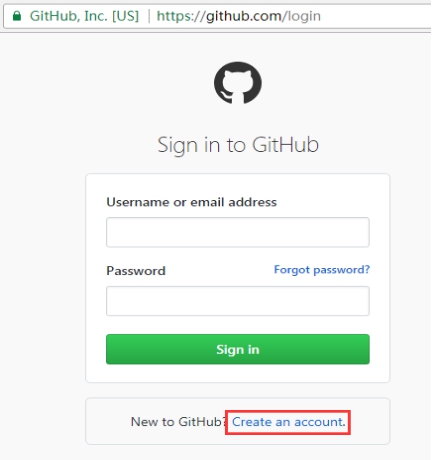 GitHub, Inc. [US] | https://github.com/login
Sign in to GitHub
Username or email address
Password Forgot password?
Sign in
New to GitHub? Create an account.